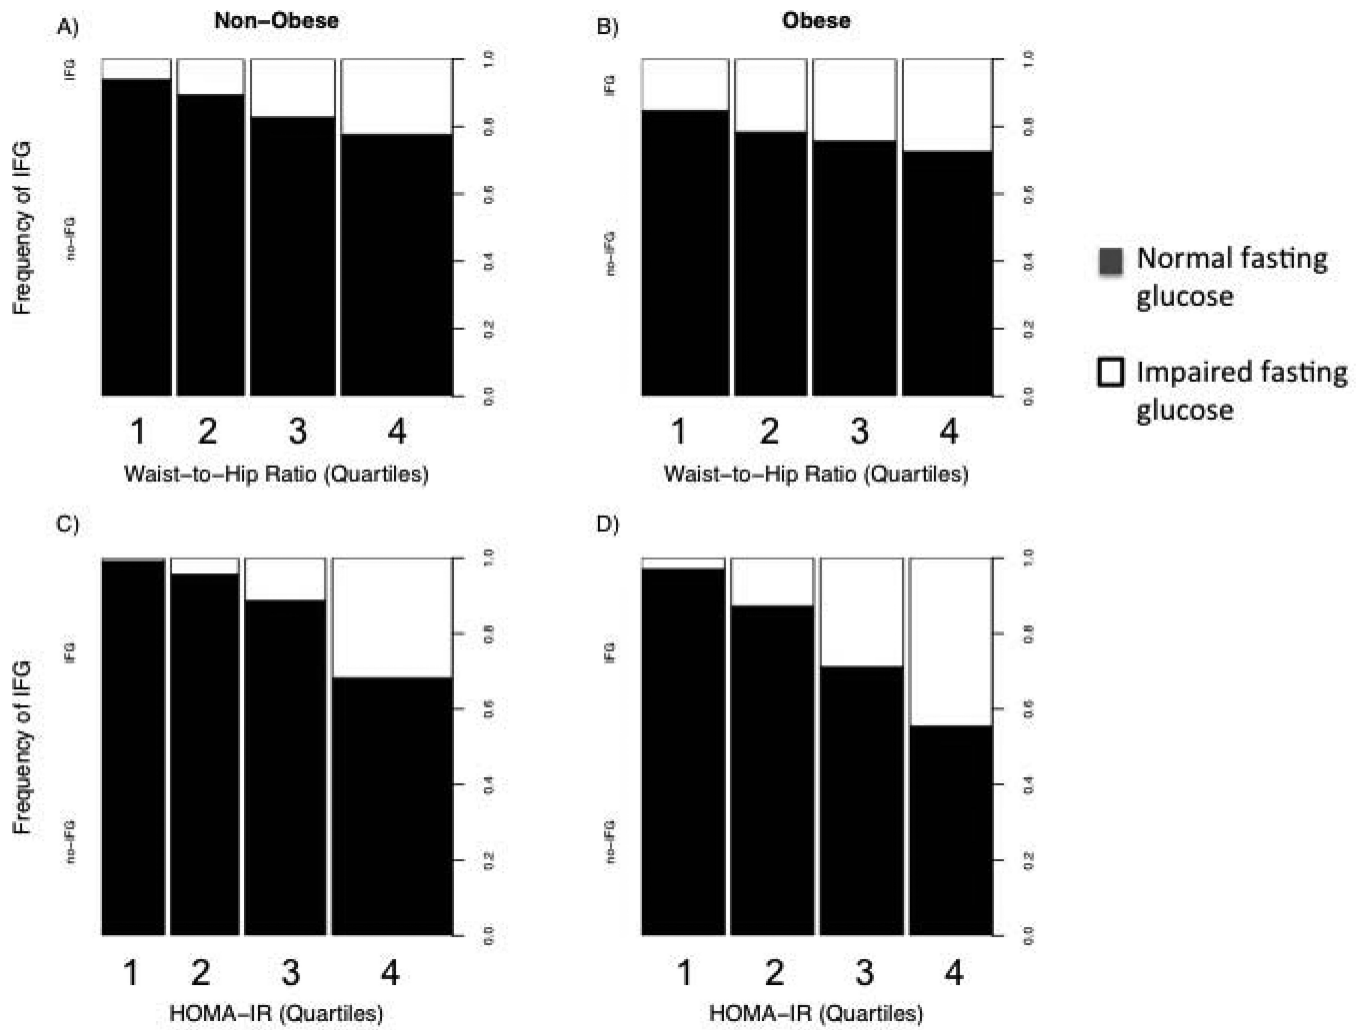 A)
Non-Obese
B)
Obese
Frequency of IFG
IFG
no-IFG
1.0
0.8
0.6
0.4
0.2
0.0
1 2 3 4
Waist-to-Hip Ratio (Quartiles)
IFG
no-IFG
1.0
0.8
0.6
0.4
0.2
0.0
1 2 3 4
Waist-to-Hip Ratio (Quartiles)
Normal fasting
glucose
Impaired fasting
glucose
C)
Frequency of IFG
IFG
no-IFG
1.0
0.8
0.6
0.4
0.2
0.0
1 2 3 4
HOMA-IR (Quartiles)
D)
IFG
no-IFG
1.0
0.8
0.6
0.4
0.2
0.0
1 2 3 4
HOMA-IR (Quartiles)